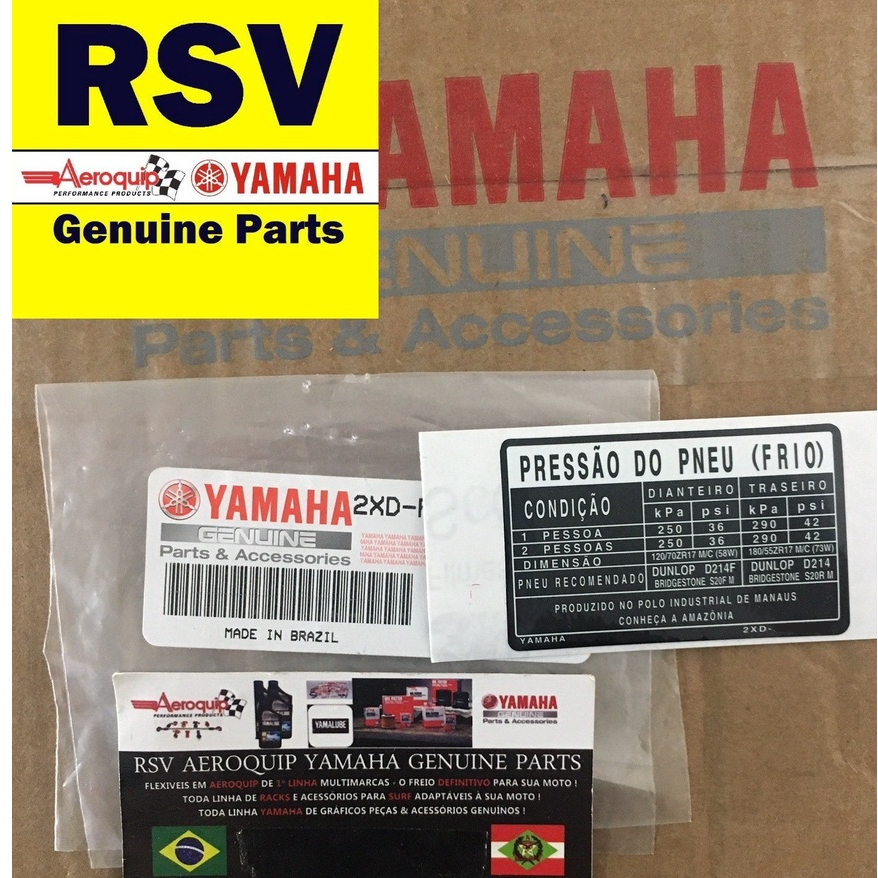 RSV
Aeroquip
PERFORMANCE PRODUCTS
YAMAHA
Genuine Parts
YAMAHA
GENUINE
Parts & Accessories
YAMAHA
2XD-
GENUINE
Parts & Accessories
MADE IN BRAZIL
PRESSÃO DO PNEU (FRIO)
CONDIÇÃO DIANTEIRO TRASEIRO
kPa psi kPa psi
1 PESSOA 250 36 290 42
2 PESSOAS 250 36 290 42
DIMENSÃO 120/70ZR17 M/C (58W) 180/55ZR17 M/C (73W)
PNEU RECOMENDADO DUNLOP D214F DUNLOP D214
BRIDGESTONE S20F M BRIDGESTONE S20R M
PRODUZIDO NO POLO INDUSTRIAL DE MANAUS
CONHEÇA A AMAZÔNIA
YAMAHA 2XD-
Aeroquip
PERFORMANCE PRODUCTS
YAMALUBE
YAMAHA
GENUINE
Parts & Accessories
RSV AEROQUIP YAMAHA GENUINE PARTS
FLEXIVEIS EM AEROQUIP DE 1ª LINHA MULTIMARCAS - O FREIO DEFINITIVO PARA SUA MOTO !
TODA LINHA DE RACKS E ACESSÓRIOS PARA SURF ADAPTÁVEIS À SUA MOTO !
TODA LINHA YAMAHA DE GRÁFICOS PEÇAS & ACESSÓRIOS GENUÍNOS !